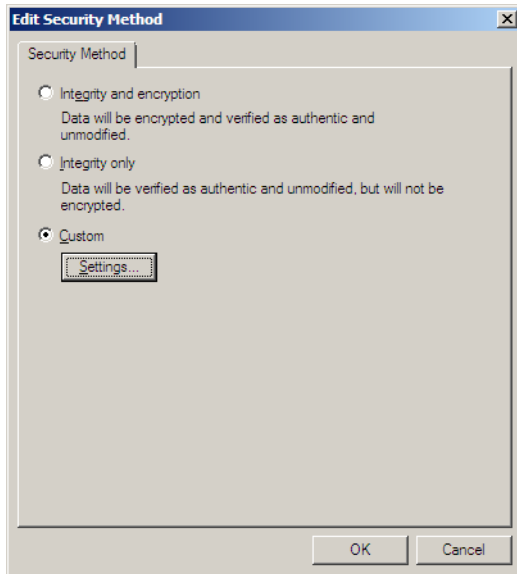 Edit Security Method
Security Method
Integrity and encryption
Data will be encrypted and verified as authentic and
unmodified.
Integrity only
Data will be verified as authentic and unmodified, but will not be
encrypted.
Custom
Settings...
OK Cancel